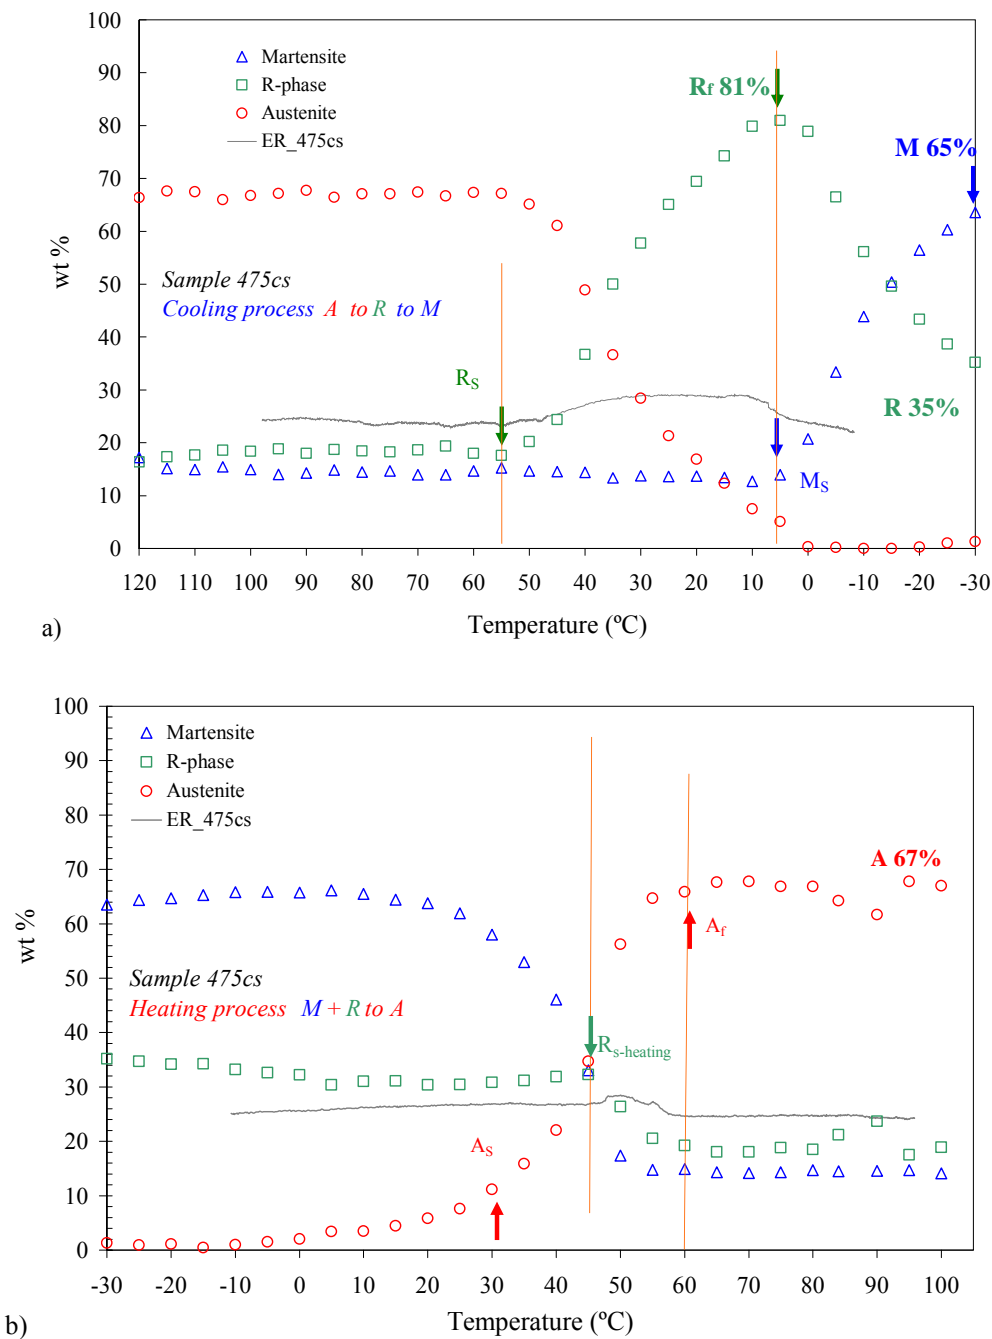 100
90
80
70
60
50
40
30
20
10
0
wt %
Martensite
R-phase
Austenite
ER_475cs
Rf 81%
M 65%
Sample 475cs
Cooling process A to R to M
RS
R 35%
MS
120 110 100 90 80 70 60 50 40 30 20 10 0 -10 -20 -30
Temperature (ºC)
a)
100
90
80
70
60
50
40
30
20
10
0
wt %
Martensite
R-phase
Austenite
ER_475cs
A 67%
Af
Sample 475cs
Heating process M + R to A
Rs-heating
AS
-30 -20 -10 0 10 20 30 40 50 60 70 80 90 100
Temperature (ºC)
b)